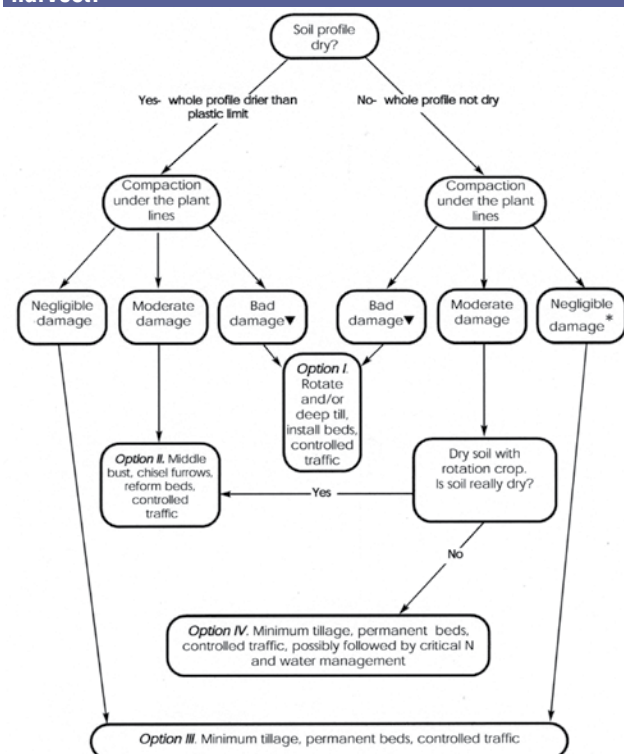 harvest?
Soil profile
dry?
Yes- whole profile drier than
plastic limit
No- whole profile not dry
Compaction
under the plant
lines
Compaction
under the plant
lines
Negligible
damage
Moderate
damage
Bad
damage▼
Bad
damage▼
Moderate
damage
Negligible
damage*
Option I.
Rotate
and/or
deep till,
install beds,
controlled
traffic
Option II. Middle
bust, chisel furrows,
reform beds,
controlled
traffic
Dry soil with
rotation crop.
Is soil really dry?
Yes
No
Option IV. Minimum tillage, permanent beds,
controlled traffic, possibly followed by critical N
and water management
Option III. Minimum tillage, permanent beds, controlled traffic